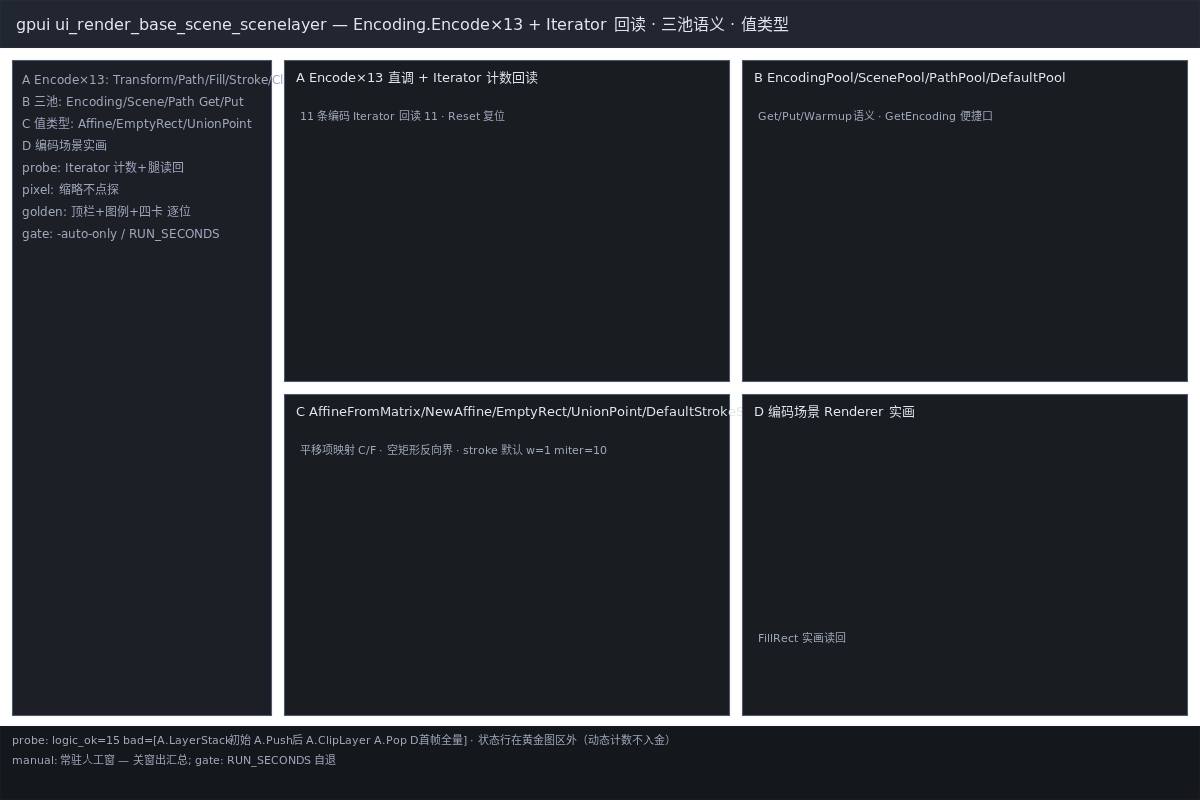 gpui ui_render_base_scene_scenelayer — Encoding.Encode×13 + Iterator 回读 · 三池语义 · 值类型
A Encode×13: Transform/Path/Fill/Stroke/Cl
B 三池: Encoding/Scene/Path Get/Put
C 值类型: Affine/EmptyRect/UnionPoint
D 编码场景实画
probe: Iterator 计数+腿读回
pixel: 缩略不点探
golden: 顶栏+图例+四卡 逐位
gate: -auto-only / RUN_SECONDS
A Encode×13 直调 + Iterator 计数回读
11 条编码 Iterator 回读 11 · Reset 复位
B EncodingPool/ScenePool/PathPool/DefaultPool
Get/Put/Warmup语义 · GetEncoding 便捷口
C AffineFromMatrix/NewAffine/EmptyRect/UnionPoint/DefaultStroke
平移项映射 C/F · 空矩形反向界 · stroke 默认 w=1 miter=10
D 编码场景 Renderer 实画
FillRect 实画读回
probe: logic_ok=15 bad=[A.LayerStack初始 A.Push后 A.ClipLayer A.Pop D首帧全量] · 状态行在黄金图区外（动态计数不入金）
manual: 常驻人工窗 — 关窗出汇总; gate: RUN_SECONDS 自退